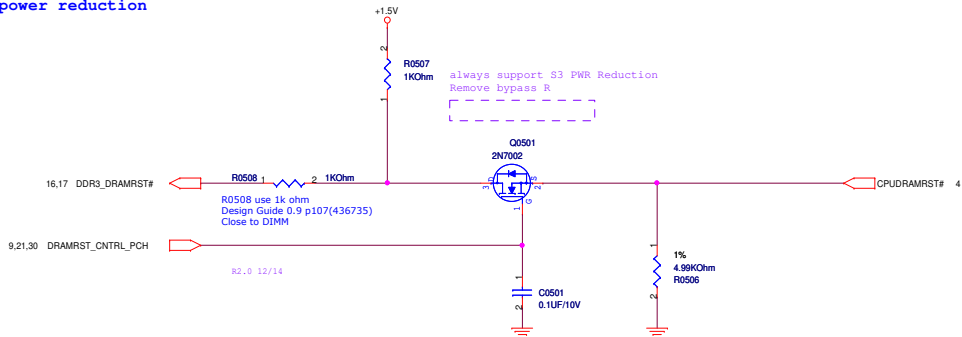 power reduction
+1.5V
2
R0507
1KOhm
1
always support S3 PWR Reduction
Remove bypass R
Q0501
2N7002
16,17 DDR3_DRAMRST#
R0508 1 2 1KOhm
3 D
S 2
1 G
CPUDRAMRST# 4
R0508 use 1k ohm
Design Guide 0.9 p107(436735)
Close to DIMM
9,21,30 DRAMRST_CNTRL_PCH
R2.0 12/14
1
C0501
0.1UF/10V
2
1
1%
4.99KOhm
R0506
2